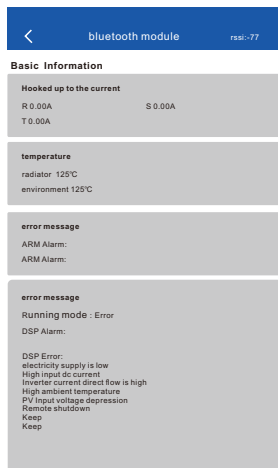 bluetooth module rssi:-77
Basic Information
Hooked up to the current
R 0.00A S 0.00A
T 0.00A
temperature
radiator 125℃
environment 125℃
error message
ARM Alarm:
ARM Alarm:
error message
Running mode : Error
DSP Alarm:
DSP Error:
electricity supply is low
High input dc current
Inverter current direct flow is high
High ambient temperature
PV Input voltage depression
Remote shutdown
Keep
Keep